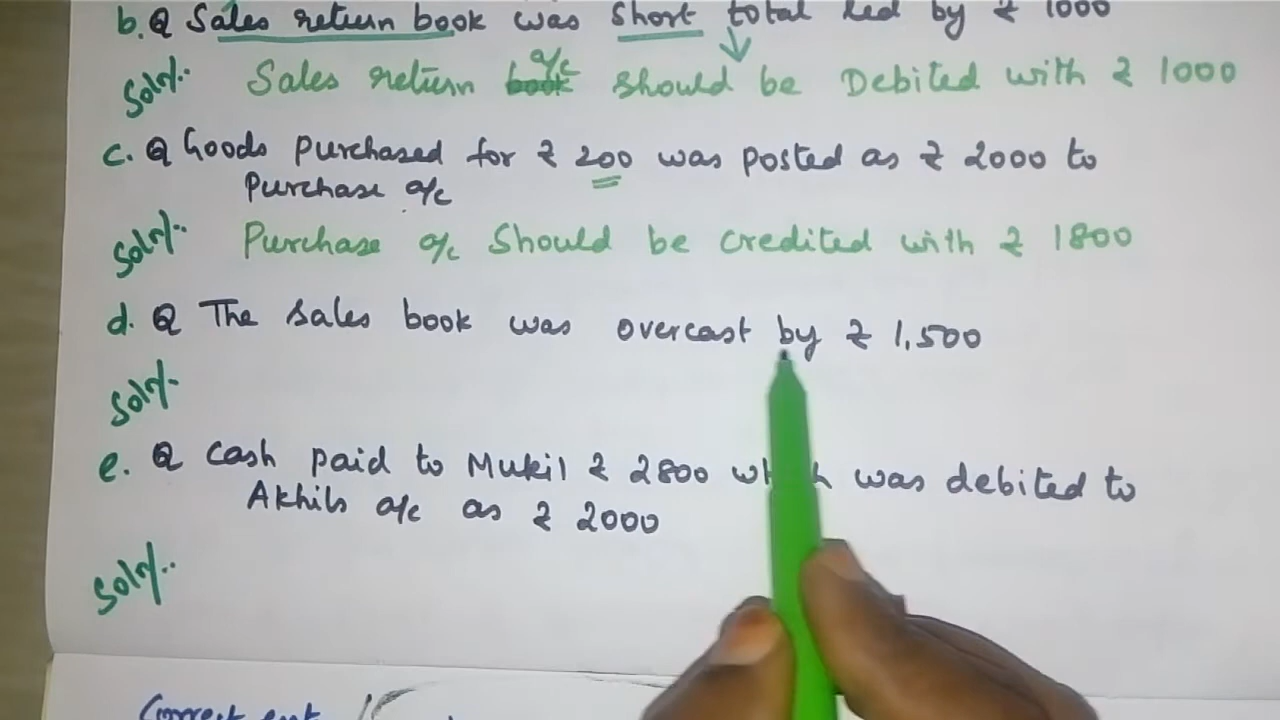 b. Q Sales return book was short total led by ₹ 1000
Soln/. Sales return a/c should be Debited with ₹ 1000
c. Q Goods purchased for ₹ 200 was posted as ₹ 2000 to
Purchase a/c
Soln/. Purchase a/c Should be credited with ₹ 1800
d. Q The sales book was overcast by ₹ 1,500
Soln/.
e. Q Cash paid to Mukil ₹ 2800 was debited to
Akhils a/c as ₹ 2000
Soln/.